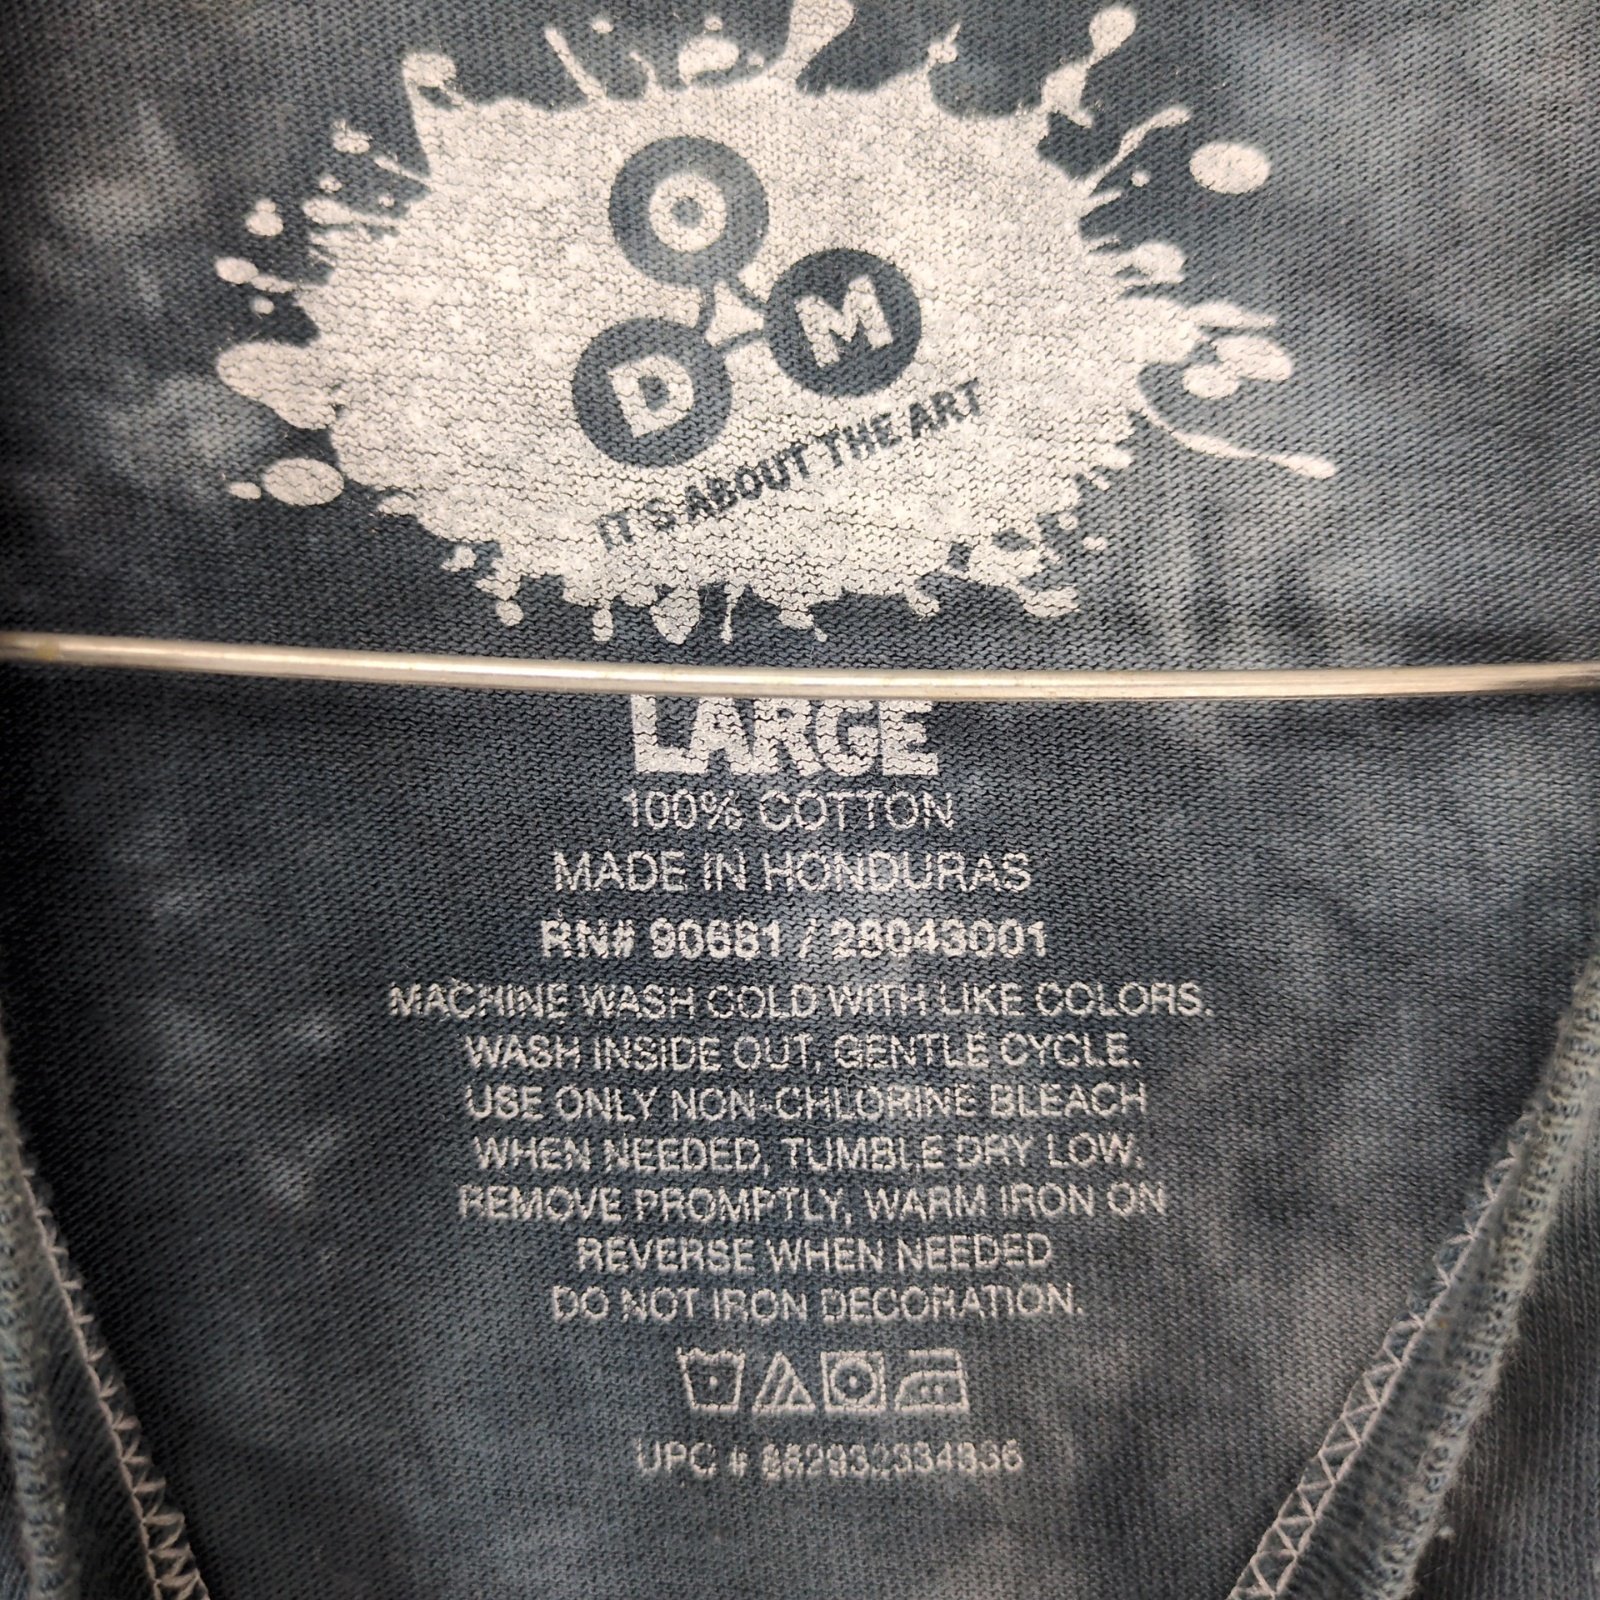 O
D M
IT'S ABOUT THE ART
LARGE
100% COTTON
MADE IN HONDURAS
RN# 90681 / 28043001
MACHINE WASH COLD WITH LIKE COLORS.
WASH INSIDE OUT, GENTLE CYCLE.
USE ONLY NON-CHLORINE BLEACH
WHEN NEEDED, TUMBLE DRY LOW.
REMOVE PROMPTLY, WARM IRON ON
REVERSE WHEN NEEDED
DO NOT IRON DECORATION.
UPC #